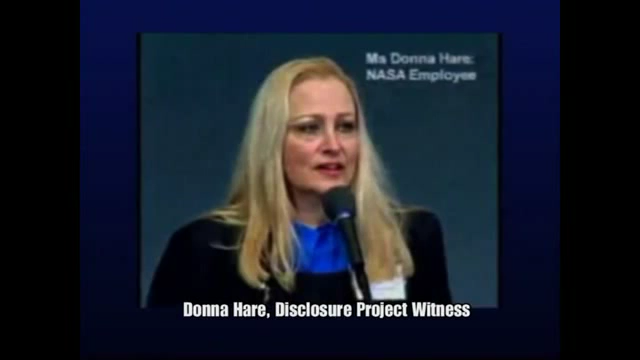 Ms Donna Hare:
NASA Employee
Donna Hare, Disclosure Project Witness